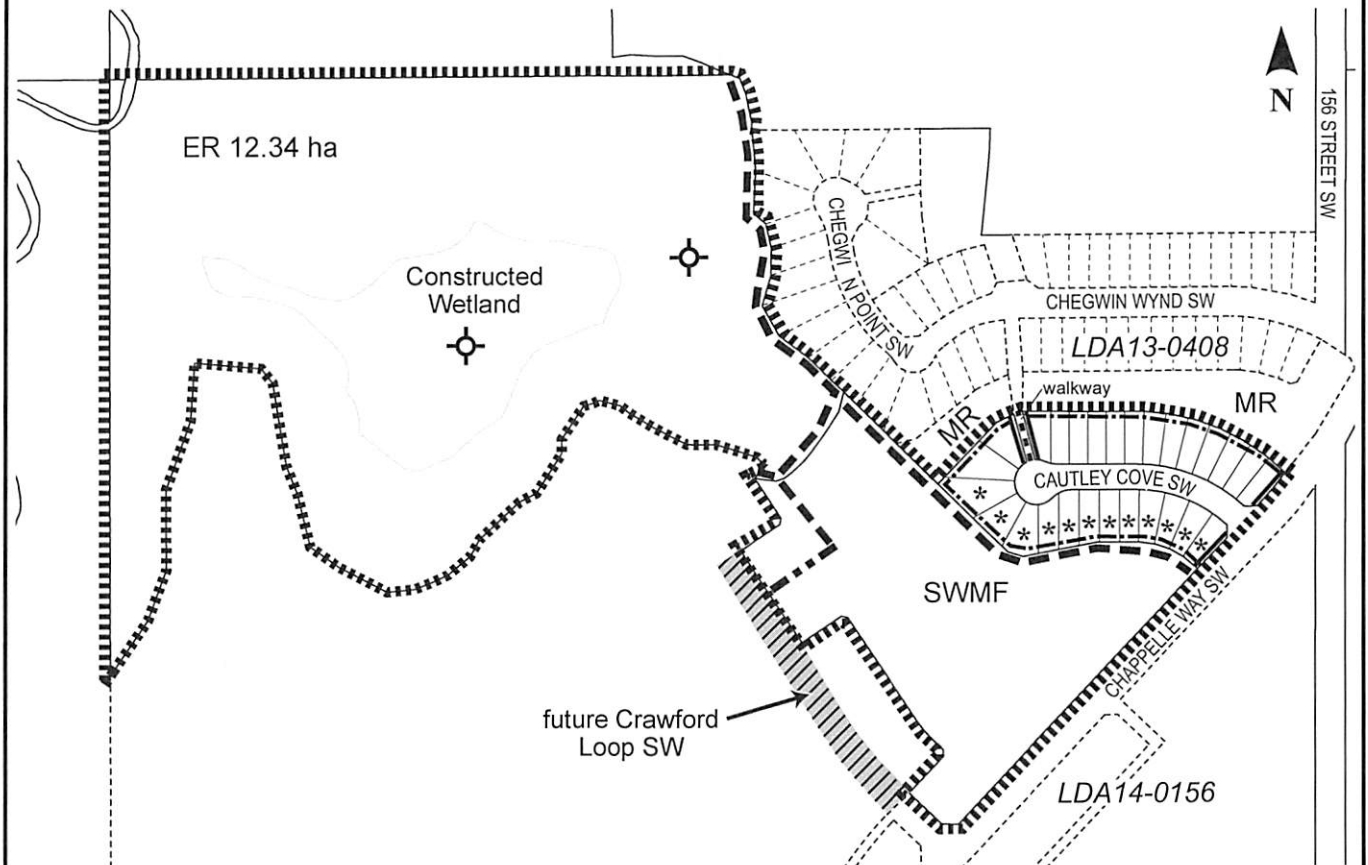 N
156 STREET SW
ER 12.34 ha
CHEGWI N POINT SW
Constructed
Wetland
CHEGWIN WYND SW
LDA13-0408
walkway
MR
MR
CAUTLEY COVE SW
* * * * * * * * * * * *
SWMF
CHAPPELLE WAY SW
future Crawford
Loop SW
LDA14-0156